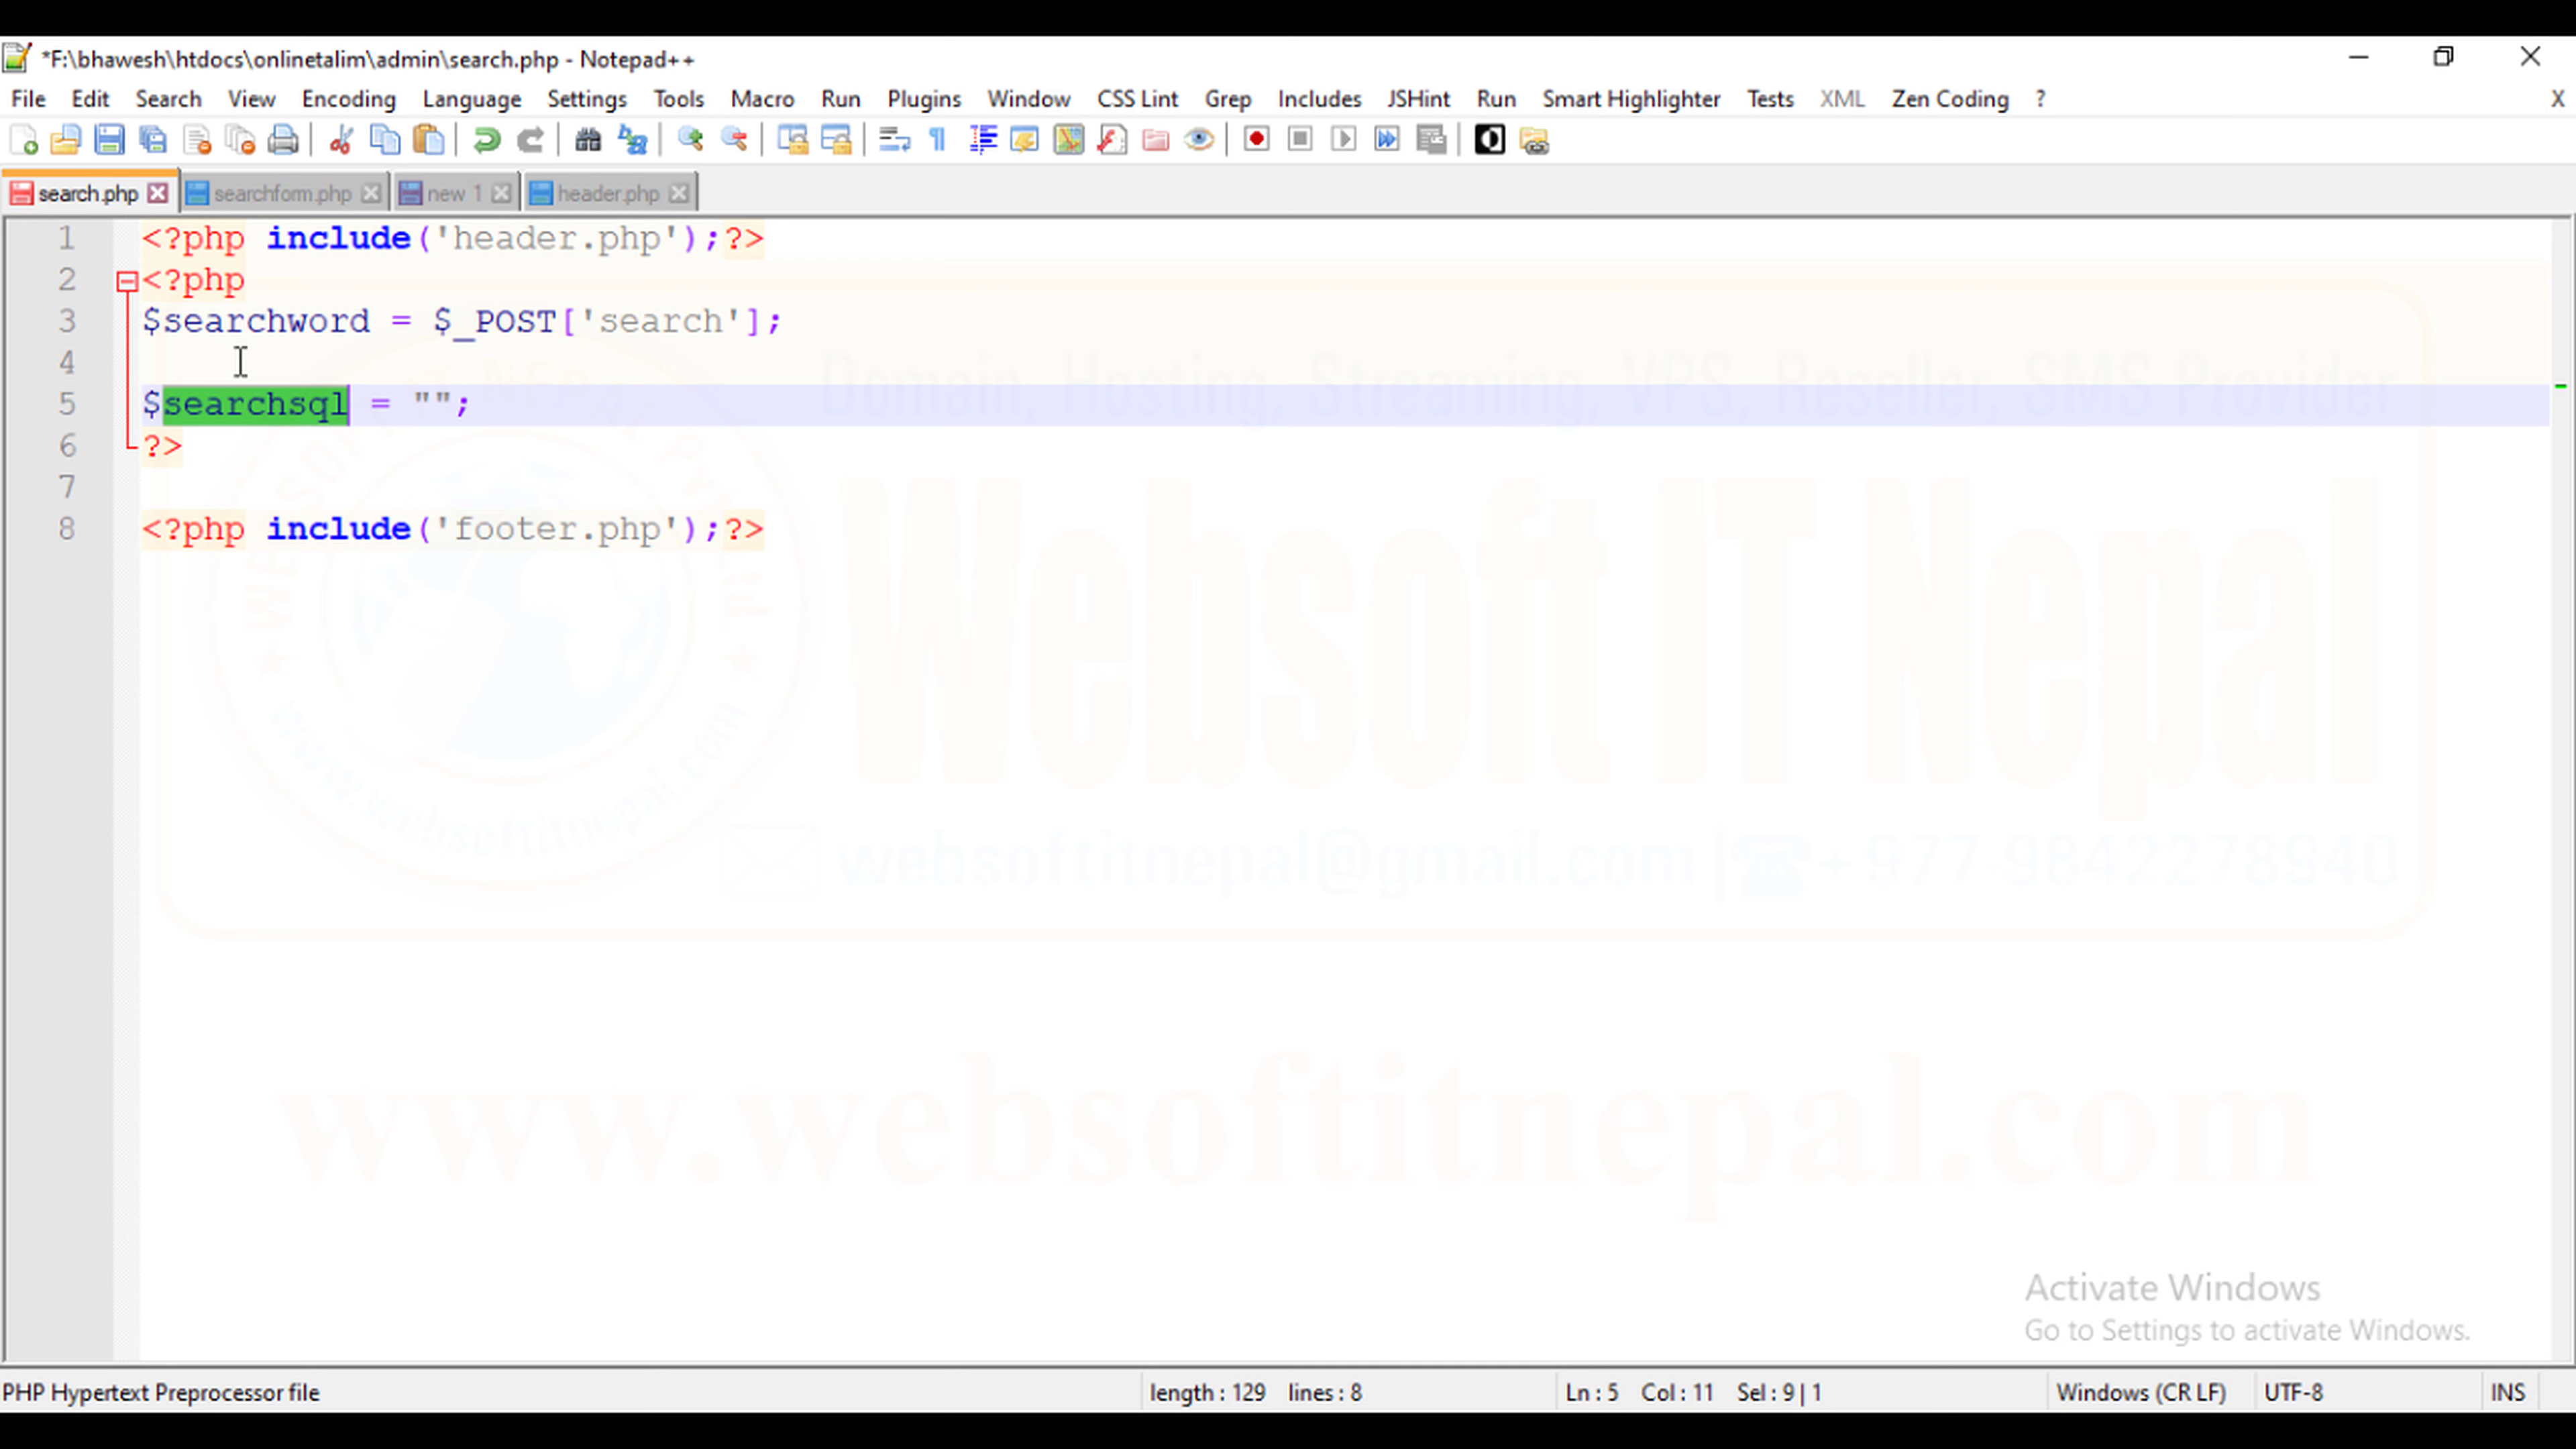 *F:\bhawesh\htdocs\onlinetalim\admin\search.php - Notepad++
File Edit Search View Encoding Language Settings Tools Macro Run Plugins Window CSS Lint Grep Includes JSHint Run Smart Highlighter Tests XML Zen Coding ? X
search.php searchform.php new 1 header.php
1 <?php include('header.php');?>
2 <?php
3 $searchword = $_POST['search'];
4
5 $searchsql = "";
6 ?>
7
8 <?php include('footer.php');?>
Domain, Hosting, Streaming, VPS, Reseller, SMS Provider
Websoft IT Nepal
www.websoftitnepal.com
websoftitnepal@gmail.com | + 977-9842278940
www.websoftitnepal.com
Activate Windows
Go to Settings to activate Windows.
PHP Hypertext Preprocessor file length : 129 lines : 8 Ln : 5 Col : 11 Sel : 9 | 1 Windows (CR LF) UTF-8 INS